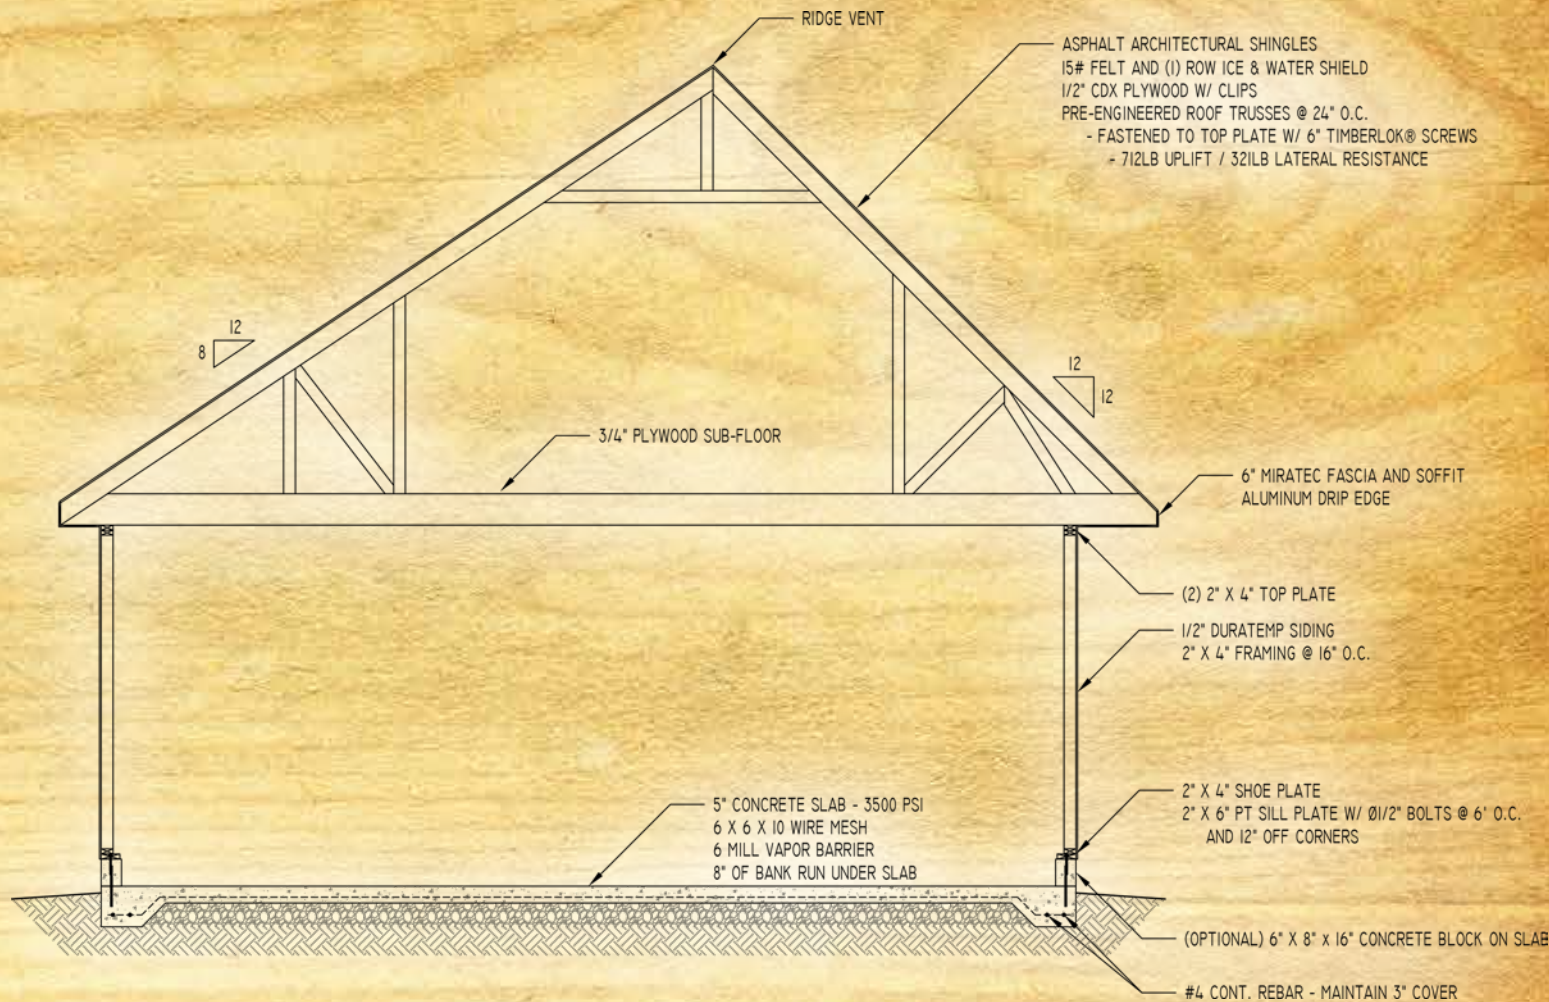 RIDGE VENT
ASPHALT ARCHITECTURAL SHINGLES
15# FELT AND (1) ROW ICE & WATER SHIELD
1/2" CDX PLYWOOD W/ CLIPS
PRE-ENGINEERED ROOF TRUSSES @ 24" O.C.
- FASTENED TO TOP PLATE W/ 6" TIMBERLOK® SCREWS
- 712LB UPLIFT / 321LB LATERAL RESISTANCE
12
8
12
12
3/4" PLYWOOD SUB-FLOOR
6" MIRATEC FASCIA AND SOFFIT
ALUMINUM DRIP EDGE
(2) 2" X 4" TOP PLATE
1/2" DURATEMP SIDING
2" X 4" FRAMING @ 16" O.C.
5" CONCRETE SLAB - 3500 PSI
6 X 6 X 10 WIRE MESH
6 MILL VAPOR BARRIER
8" OF BANK RUN UNDER SLAB
2" X 4" SHOE PLATE
2" X 6" PT SILL PLATE W/ Ø1/2" BOLTS @ 6' O.C.
AND 12" OFF CORNERS
(OPTIONAL) 6" X 8" x 16" CONCRETE BLOCK ON SLAB
#4 CONT. REBAR - MAINTAIN 3" COVER